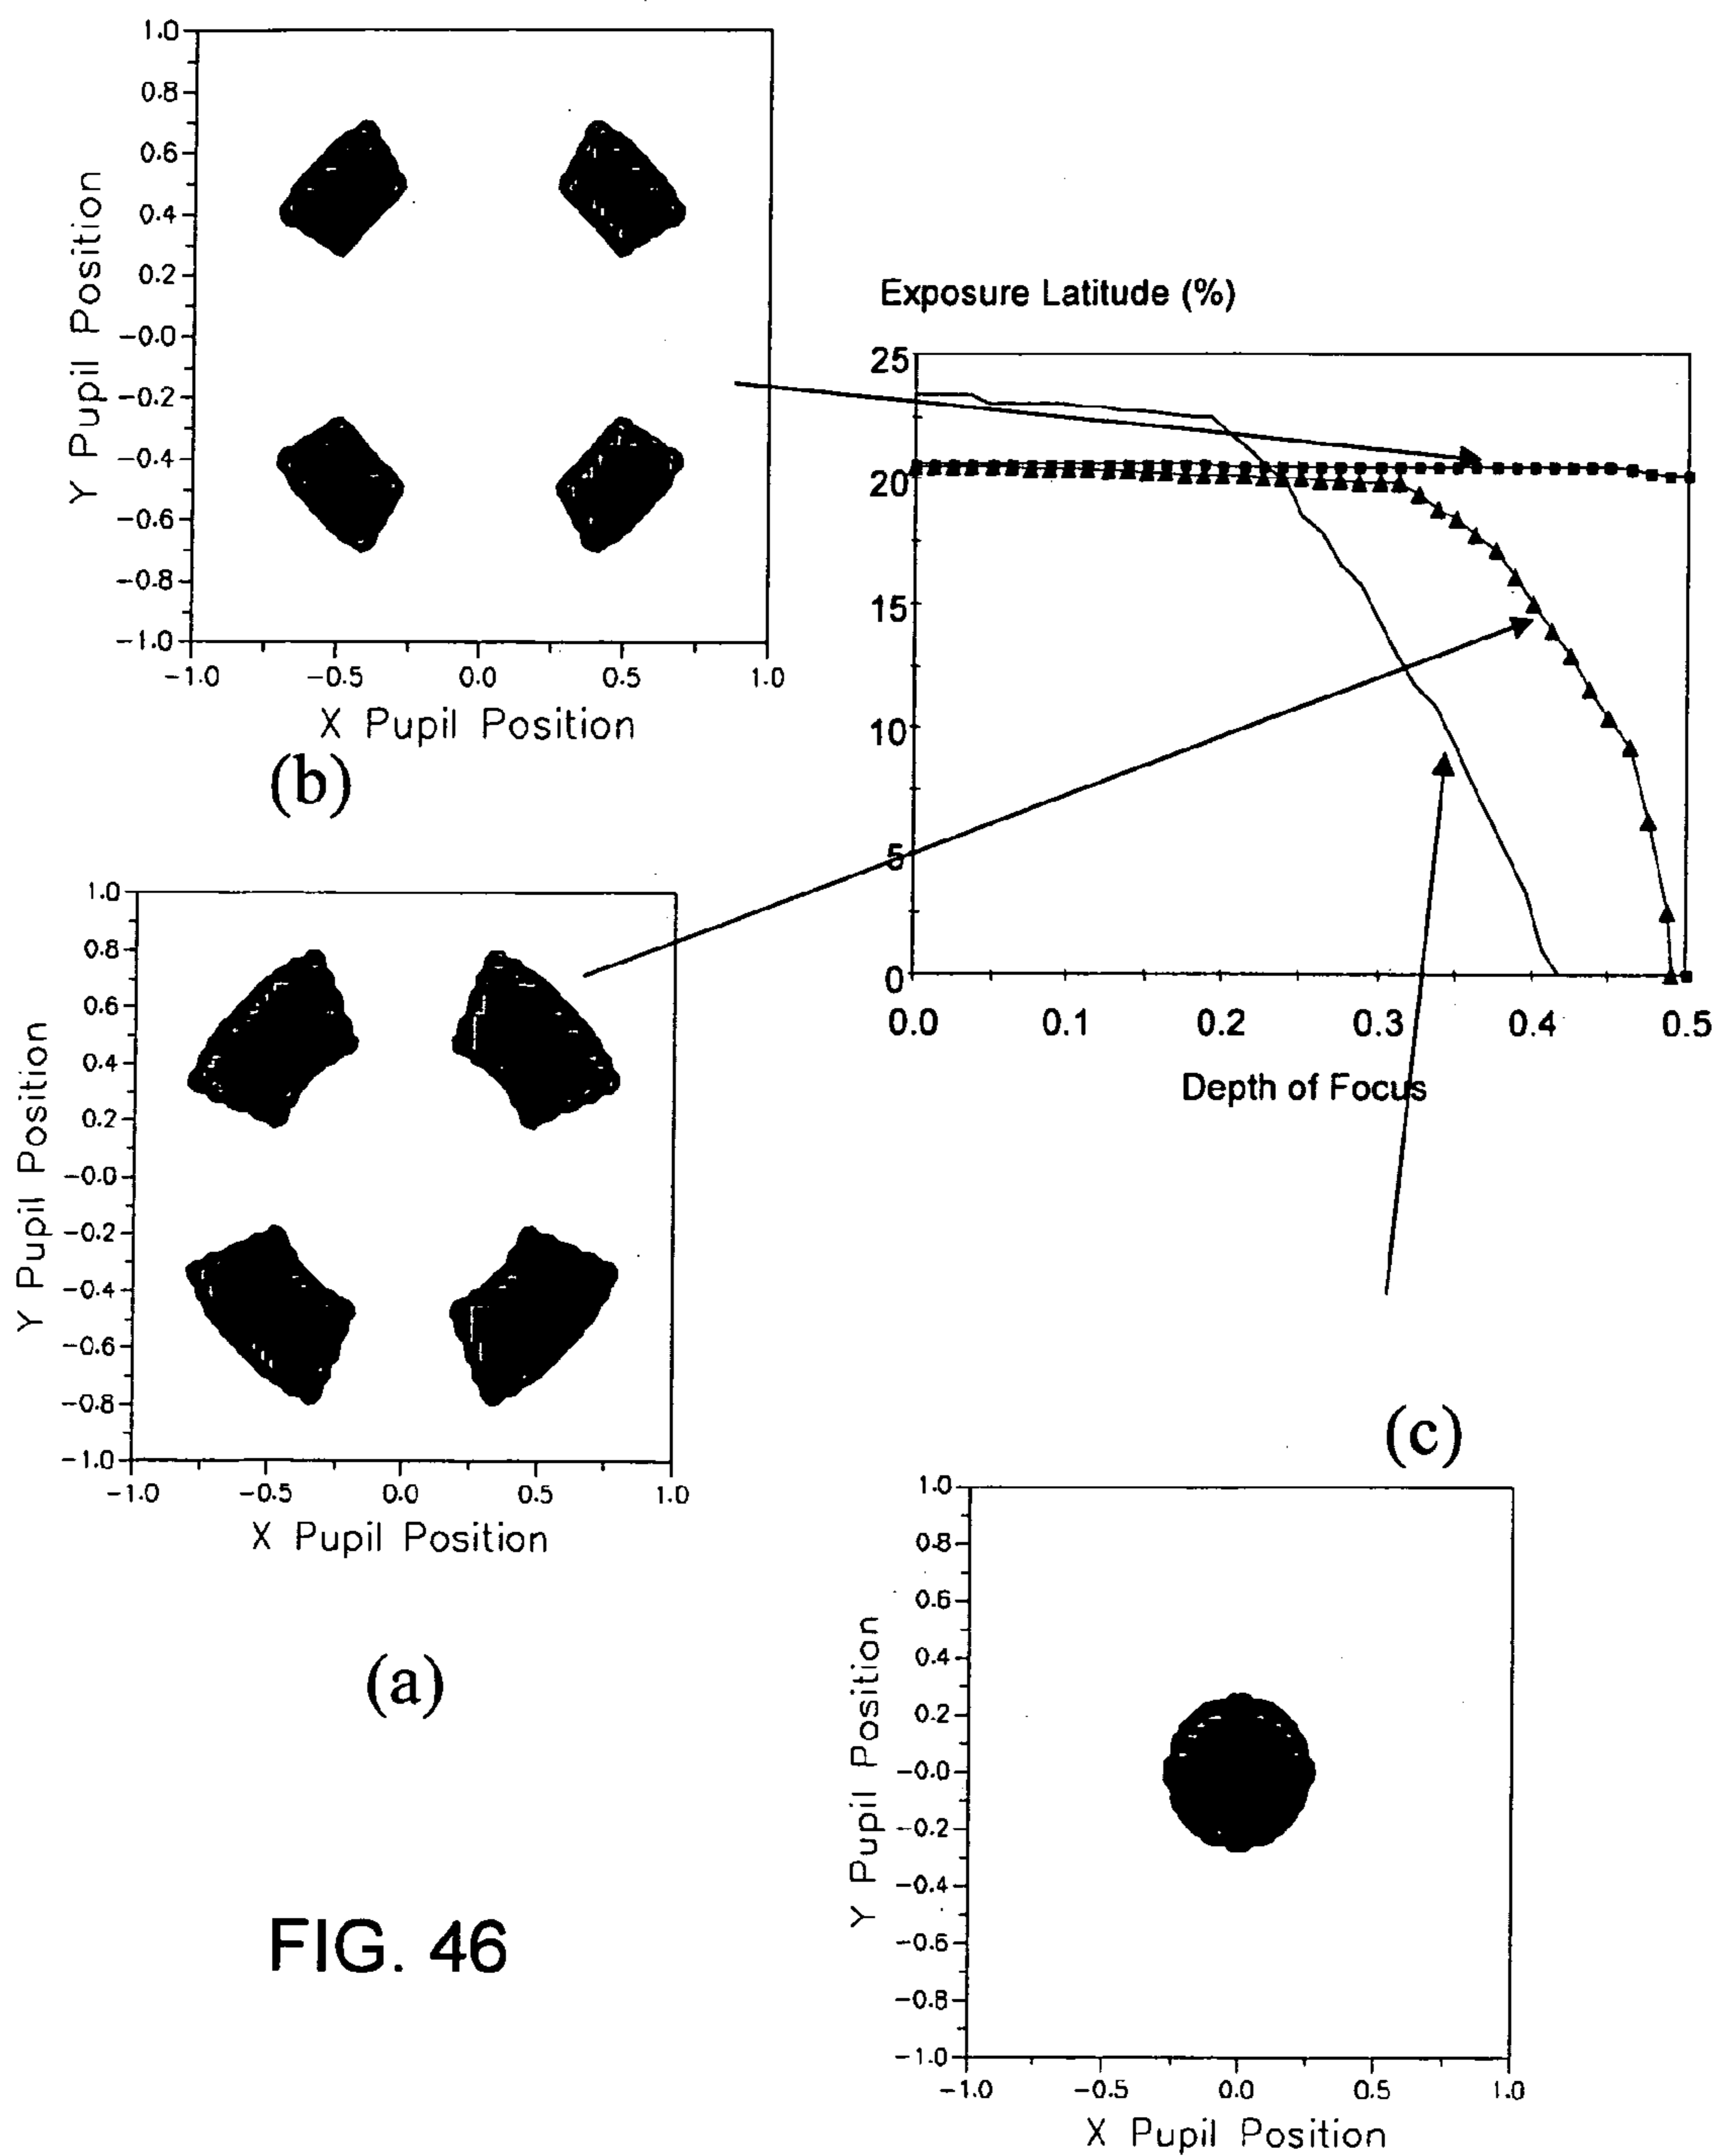 1.0
0.8
0.6
0.4
0.2
-0.0
-0.2
-0.4
-0.6
-0.8
-1.0
Y Pupil Position
-1.0 -0.5 0.0 0.5 1.0
X Pupil Position
(b)
Exposure Latitude (%)
25
20
15
10
5
0
0.0 0.1 0.2 0.3 0.4 0.5
Depth of Focus
1.0
0.8
0.6
0.4
0.2
-0.0
-0.2
-0.4
-0.6
-0.8
-1.0
Y Pupil Position
-1.0 -0.5 0.0 0.5 1.0
X Pupil Position
(a)
(c)
1.0
0.8
0.6
0.4
0.2
-0.0
-0.2
-0.4
-0.6
-0.8
-1.0
Y Pupil Position
-1.0 -0.5 0.0 0.5 1.0
X Pupil Position
FIG. 46